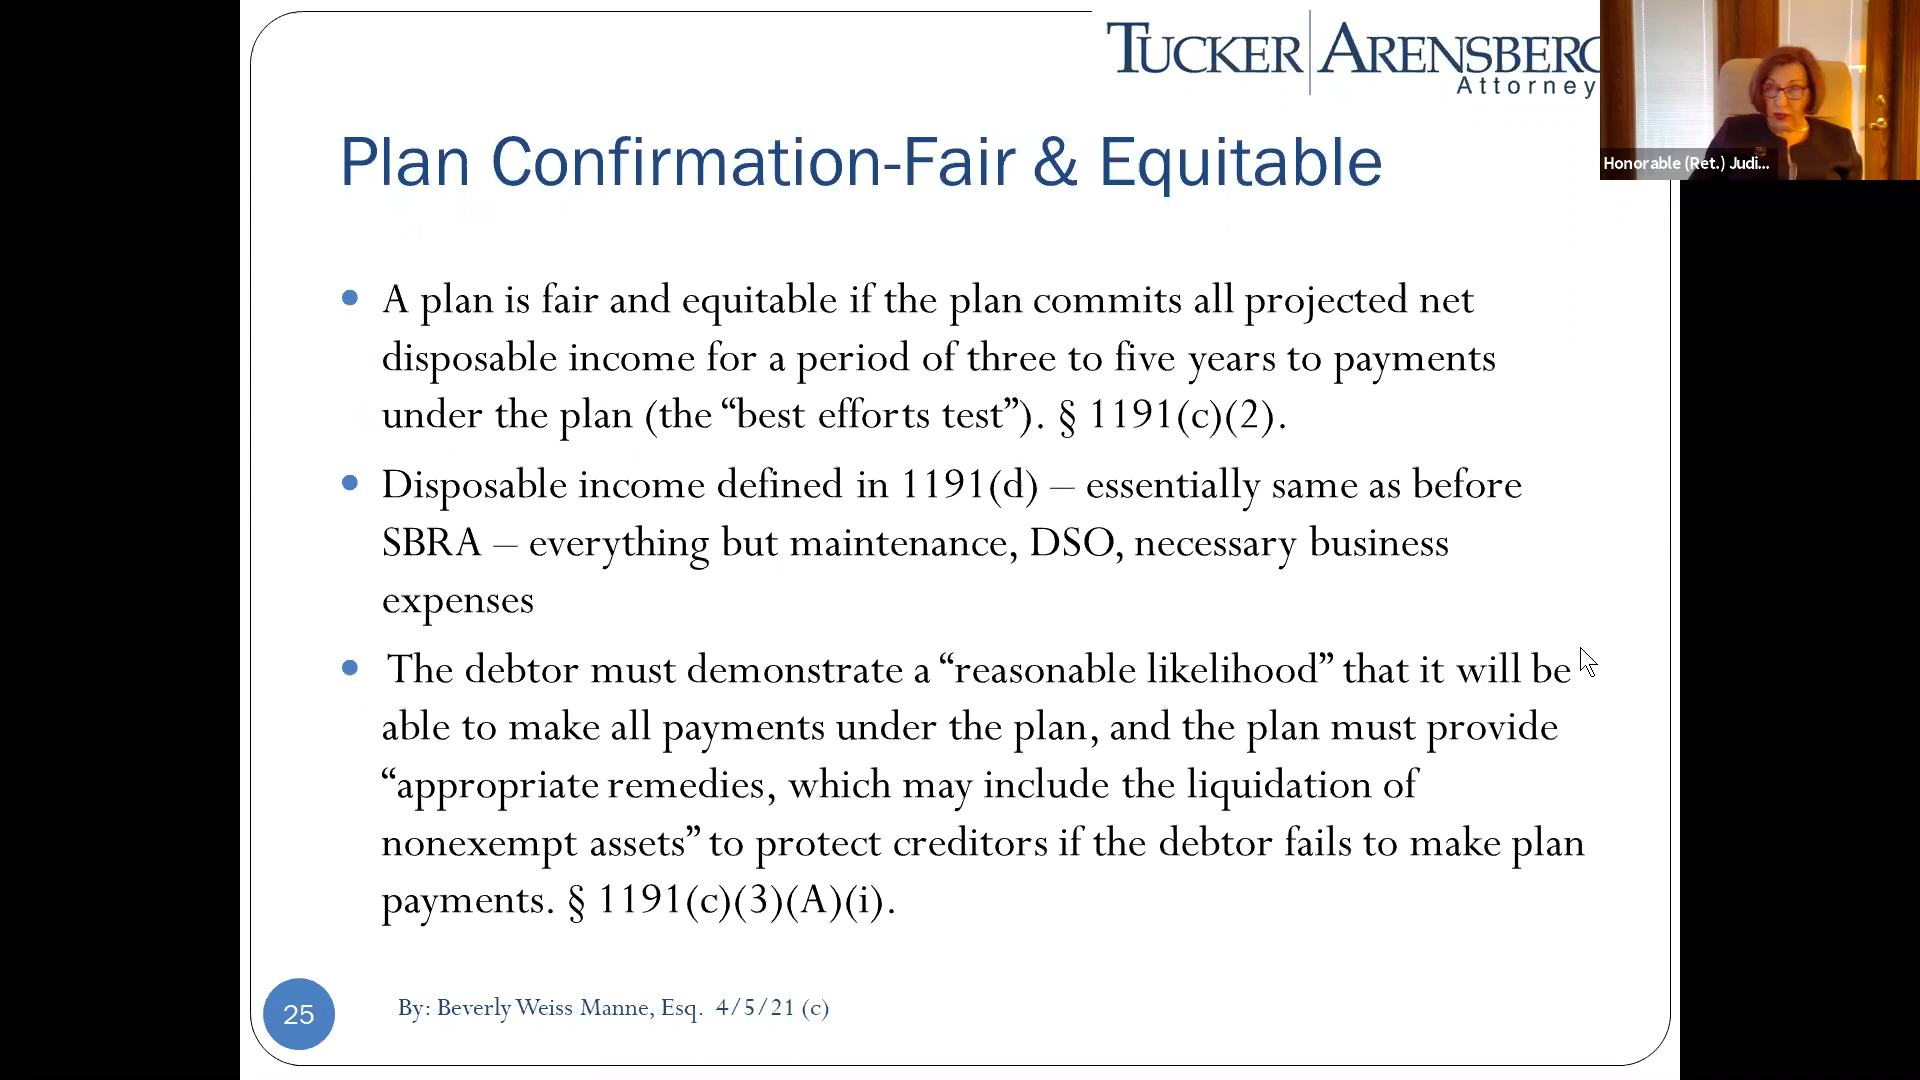 TUCKER ARENSBERG
Attorney
Honorable (Ret.) Judi...
Plan Confirmation-Fair & Equitable
• A plan is fair and equitable if the plan commits all projected net
disposable income for a period of three to five years to payments
under the plan (the “best efforts test”). § 1191(c)(2).
• Disposable income defined in 1191(d) – essentially same as before
SBRA – everything but maintenance, DSO, necessary business
expenses
• The debtor must demonstrate a “reasonable likelihood” that it will be
able to make all payments under the plan, and the plan must provide
“appropriate remedies, which may include the liquidation of
nonexempt assets” to protect creditors if the debtor fails to make plan
payments. § 1191(c)(3)(A)(i).
25
By: Beverly Weiss Manne, Esq. 4/5/21 (c)